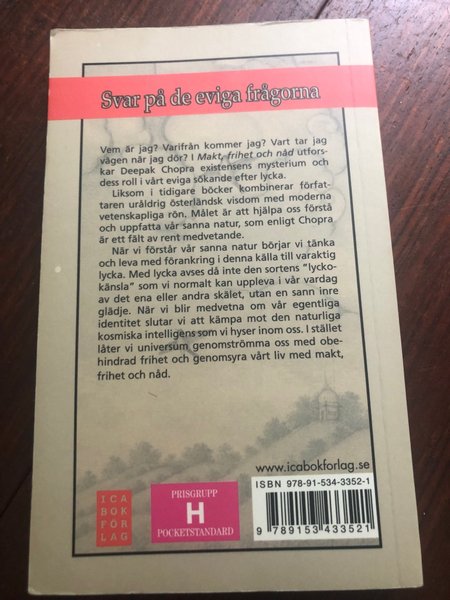 Svar på de eviga frågorna
Vem är jag? Varifrån kommer jag? Vart tar jag
vägen när jag dör? I Makt, frihet och nåd utfors-
kar Deepak Chopra existensens mysterium och
dess roll i vårt eviga sökande efter lycka.
Liksom i tidigare böcker kombinerar förfat-
taren uråldrig österländsk visdom med moderna
vetenskapliga rön. Målet är att hjälpa oss förstå
och uppfatta vår sanna natur, som enligt Chopra
är ett fält av rent medvetande.
När vi förstår vår sanna natur börjar vi tänka
och leva med förankring i denna källa till varaktig
lycka. Med lycka avses då inte den sortens "lycko-
känsla" som vi normalt kan uppleva i vår vardag
av det ena eller andra skälet, utan en sann inre
glädje. När vi blir medvetna om vår egentliga
identitet slutar vi att kämpa mot den naturliga
kosmiska intelligens som vi hyser inom oss. I stället
låter vi universum genomströmma oss med obe-
hindrad frihet och genomsyra vårt liv med makt,
frihet och nåd.
www.icabokforlag.se
ISBN 978-91-534-3352-1
9 789153 433521
PRISGRUPP
H
POCKETSTANDARD
ICA
BOK
FÖR
LAG